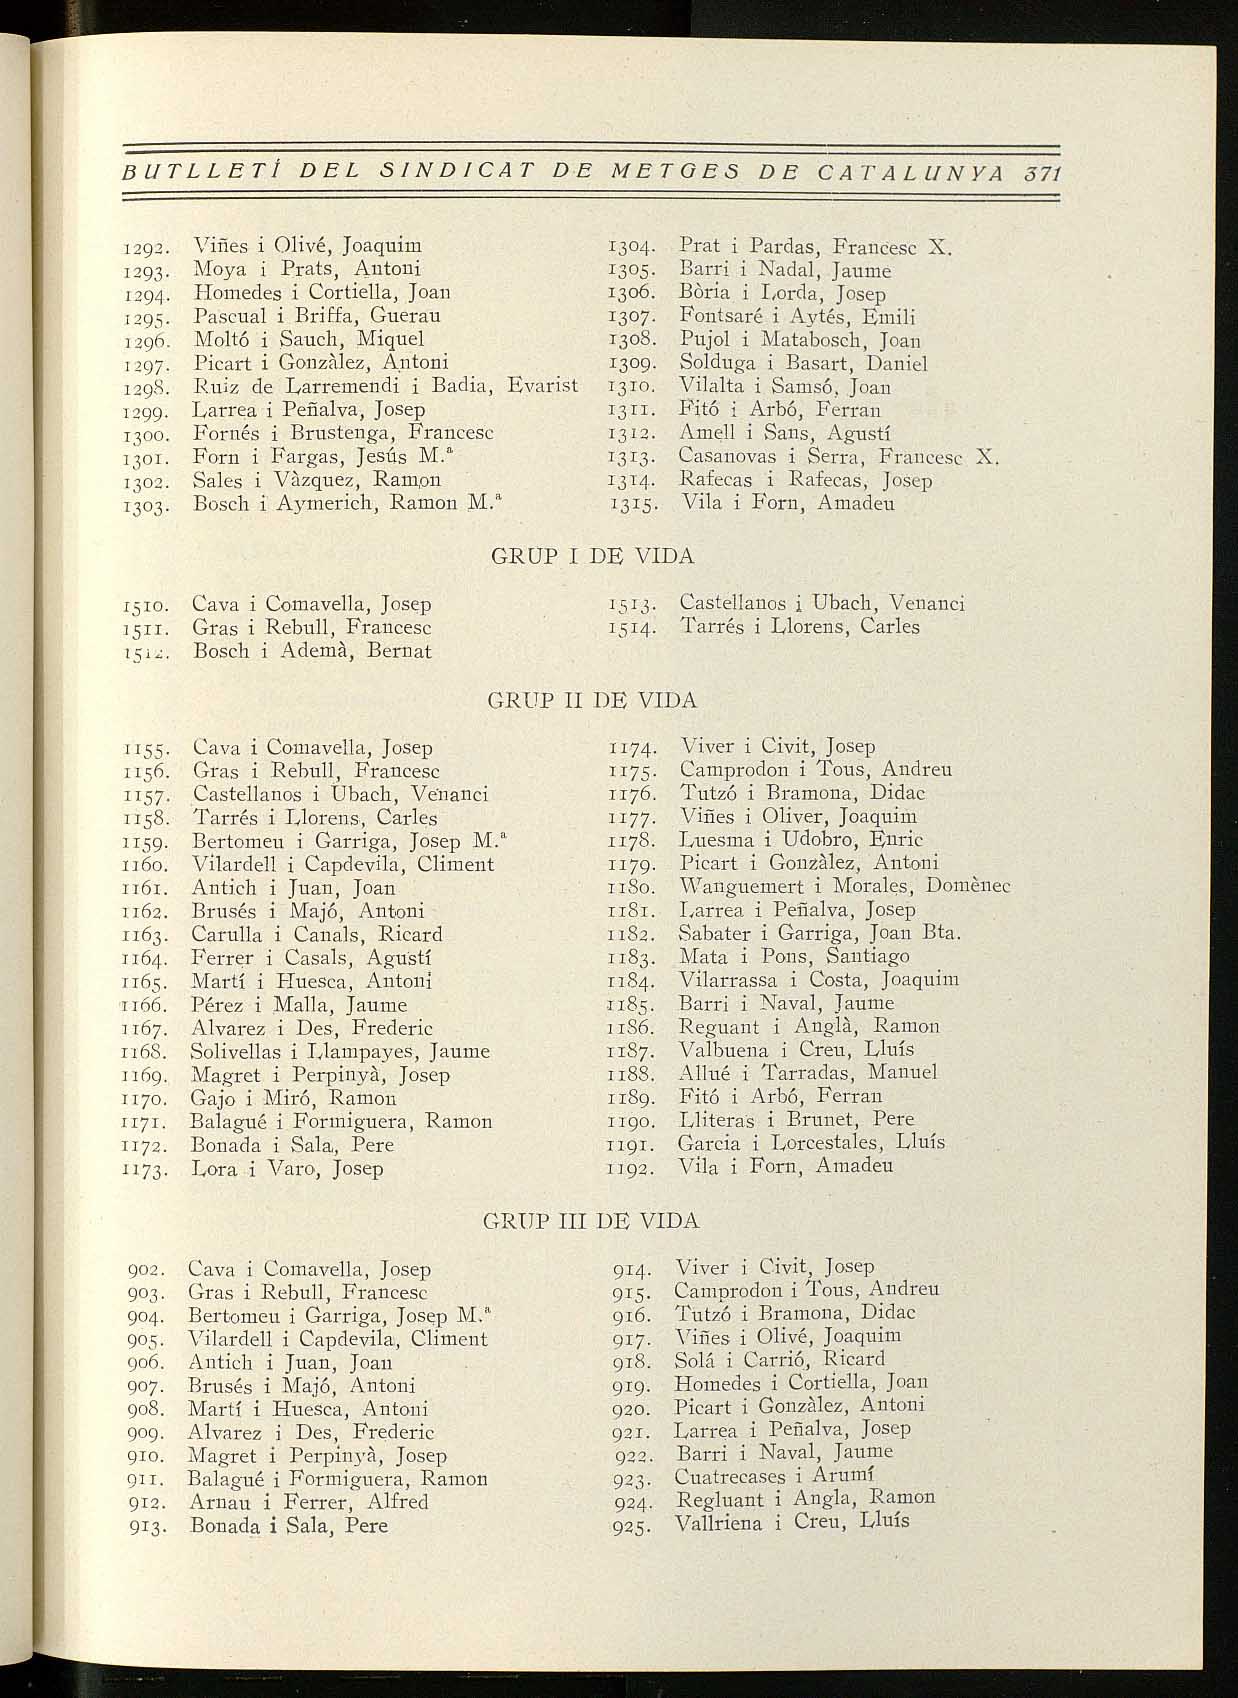 BUTLLETÍ DEL SINDICAT DE METGES DE CATALUNYA 371
1292. Viñes i Olivé, Joaquim
1293. Moya i Prats, Antoni
1294. Homedes i Cortiella, Joan
1295. Pascual i Briffa, Guerau
1296. Moltó i Sauch, Miquel
1297. Picart i Gonzàlez, Antoni
1298. Ruiz de Larremendi i Badia, Evarist
1299. Larrea i Peñalva, Josep
1300. Fornés i Brustenga, Francesc
1301. Forn i Fargas, Jesús M.ª
1302. Sales i Vàzquez, Ramon
1303. Bosch i Aymerich, Ramon M.ª
1304. Prat i Pardas, Francesc X.
1305. Barri i Nadal, Jaume
1306. Bòria i Lorda, Josep
1307. Fontsaré i Aytés, Emili
1308. Pujol i Matabosch, Joan
1309. Solduga i Basart, Daniel
1310. Vilalta i Samsó, Joan
1311. Fitó i Arbó, Ferran
1312. Amell i Sans, Agustí
1313. Casanovas i Serra, Francesc X.
1314. Rafecas i Rafecas, Josep
1315. Vila i Forn, Amadeu
GRUP I DE VIDA
1510. Cava i Comavella, Josep
1511. Gras i Rebull, Francesc
1512. Bosch i Ademà, Bernat
1513. Castellanos i Ubach, Venanci
1514. Tarrés i Llorens, Carles
GRUP II DE VIDA
1155. Cava i Comavella, Josep
1156. Gras i Rebull, Francesc
1157. Castellanos i Ubach, Venanci
1158. Tarrés i Llorens, Carles
1159. Bertomeu i Garriga, Josep M.ª
1160. Vilardell i Capdevila, Climent
1161. Antich i Juan, Joan
1162. Brusés i Majó, Antoni
1163. Carulla i Canals, Ricard
1164. Ferrer i Casals, Agustí
1165. Martí i Huesca, Antoni
1166. Pérez i Malla, Jaume
1167. Alvarez i Des, Frederic
1168. Solivellas i Llampayes, Jaume
1169. Magret i Perpinyà, Josep
1170. Gajo i Miró, Ramon
1171. Balagué i Formiguera, Ramon
1172. Bonada i Sala, Pere
1173. Lora i Varo, Josep
1174. Viver i Civit, Josep
1175. Camprodon i Tous, Andreu
1176. Tutzó i Bramona, Didac
1177. Viñes i Oliver, Joaquim
1178. Luesma i Udobro, Enric
1179. Picart i Gonzàlez, Antoni
1180. Wanguemert i Morales, Domènec
1181. Larrea i Peñalva, Josep
1182. Sabater i Garriga, Joan Bta.
1183. Mata i Pons, Santiago
1184. Vilarrassa i Costa, Joaquim
1185. Barri i Naval, Jaume
1186. Reguant i Anglà, Ramon
1187. Valbuena i Creu, Lluís
1188. Allué i Tarradas, Manuel
1189. Fitó i Arbó, Ferran
1190. Lliteras i Brunet, Pere
1191. Garcia i Lorcestales, Lluís
1192. Vila i Forn, Amadeu
GRUP III DE VIDA
902. Cava i Comavella, Josep
903. Gras i Rebull, Francesc
904. Bertomeu i Garriga, Josep M.ª
905. Vilardell i Capdevila, Climent
906. Antich i Juan, Joan
907. Brusés i Majó, Antoni
908. Martí i Huesca, Antoni
909. Alvarez i Des, Frederic
910. Magret i Perpinyà, Josep
911. Balagué i Formiguera, Ramon
912. Arnau i Ferrer, Alfred
913. Bonada i Sala, Pere
914. Viver i Civit, Josep
915. Camprodon i Tous, Andreu
916. Tutzó i Bramona, Didac
917. Viñes i Olivé, Joaquim
918. Solá i Carrió, Ricard
919. Homedes i Cortiella, Joan
920. Picart i Gonzàlez, Antoni
921. Larrea i Peñalva, Josep
922. Barri i Naval, Jaume
923. Cuatrecases i Arumí
924. Regluant i Angla, Ramon
925. Vallriena i Creu, Lluís